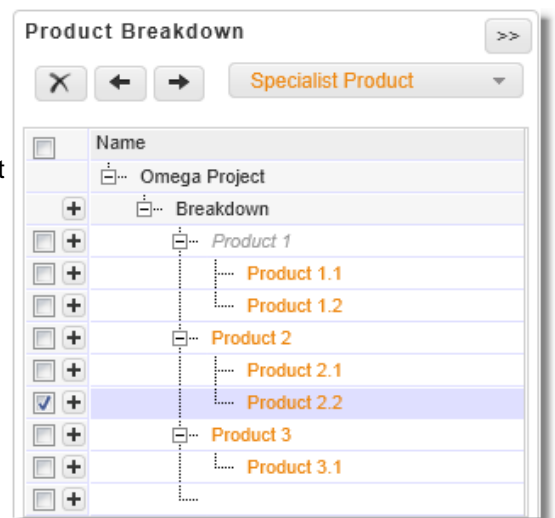 Product Breakdown
>>
Specialist Product
t
Name
Omega Project
Breakdown
Product 1
Product 1.1
Product 1.2
Product 2
Product 2.1
Product 2.2
Product 3
Product 3.1